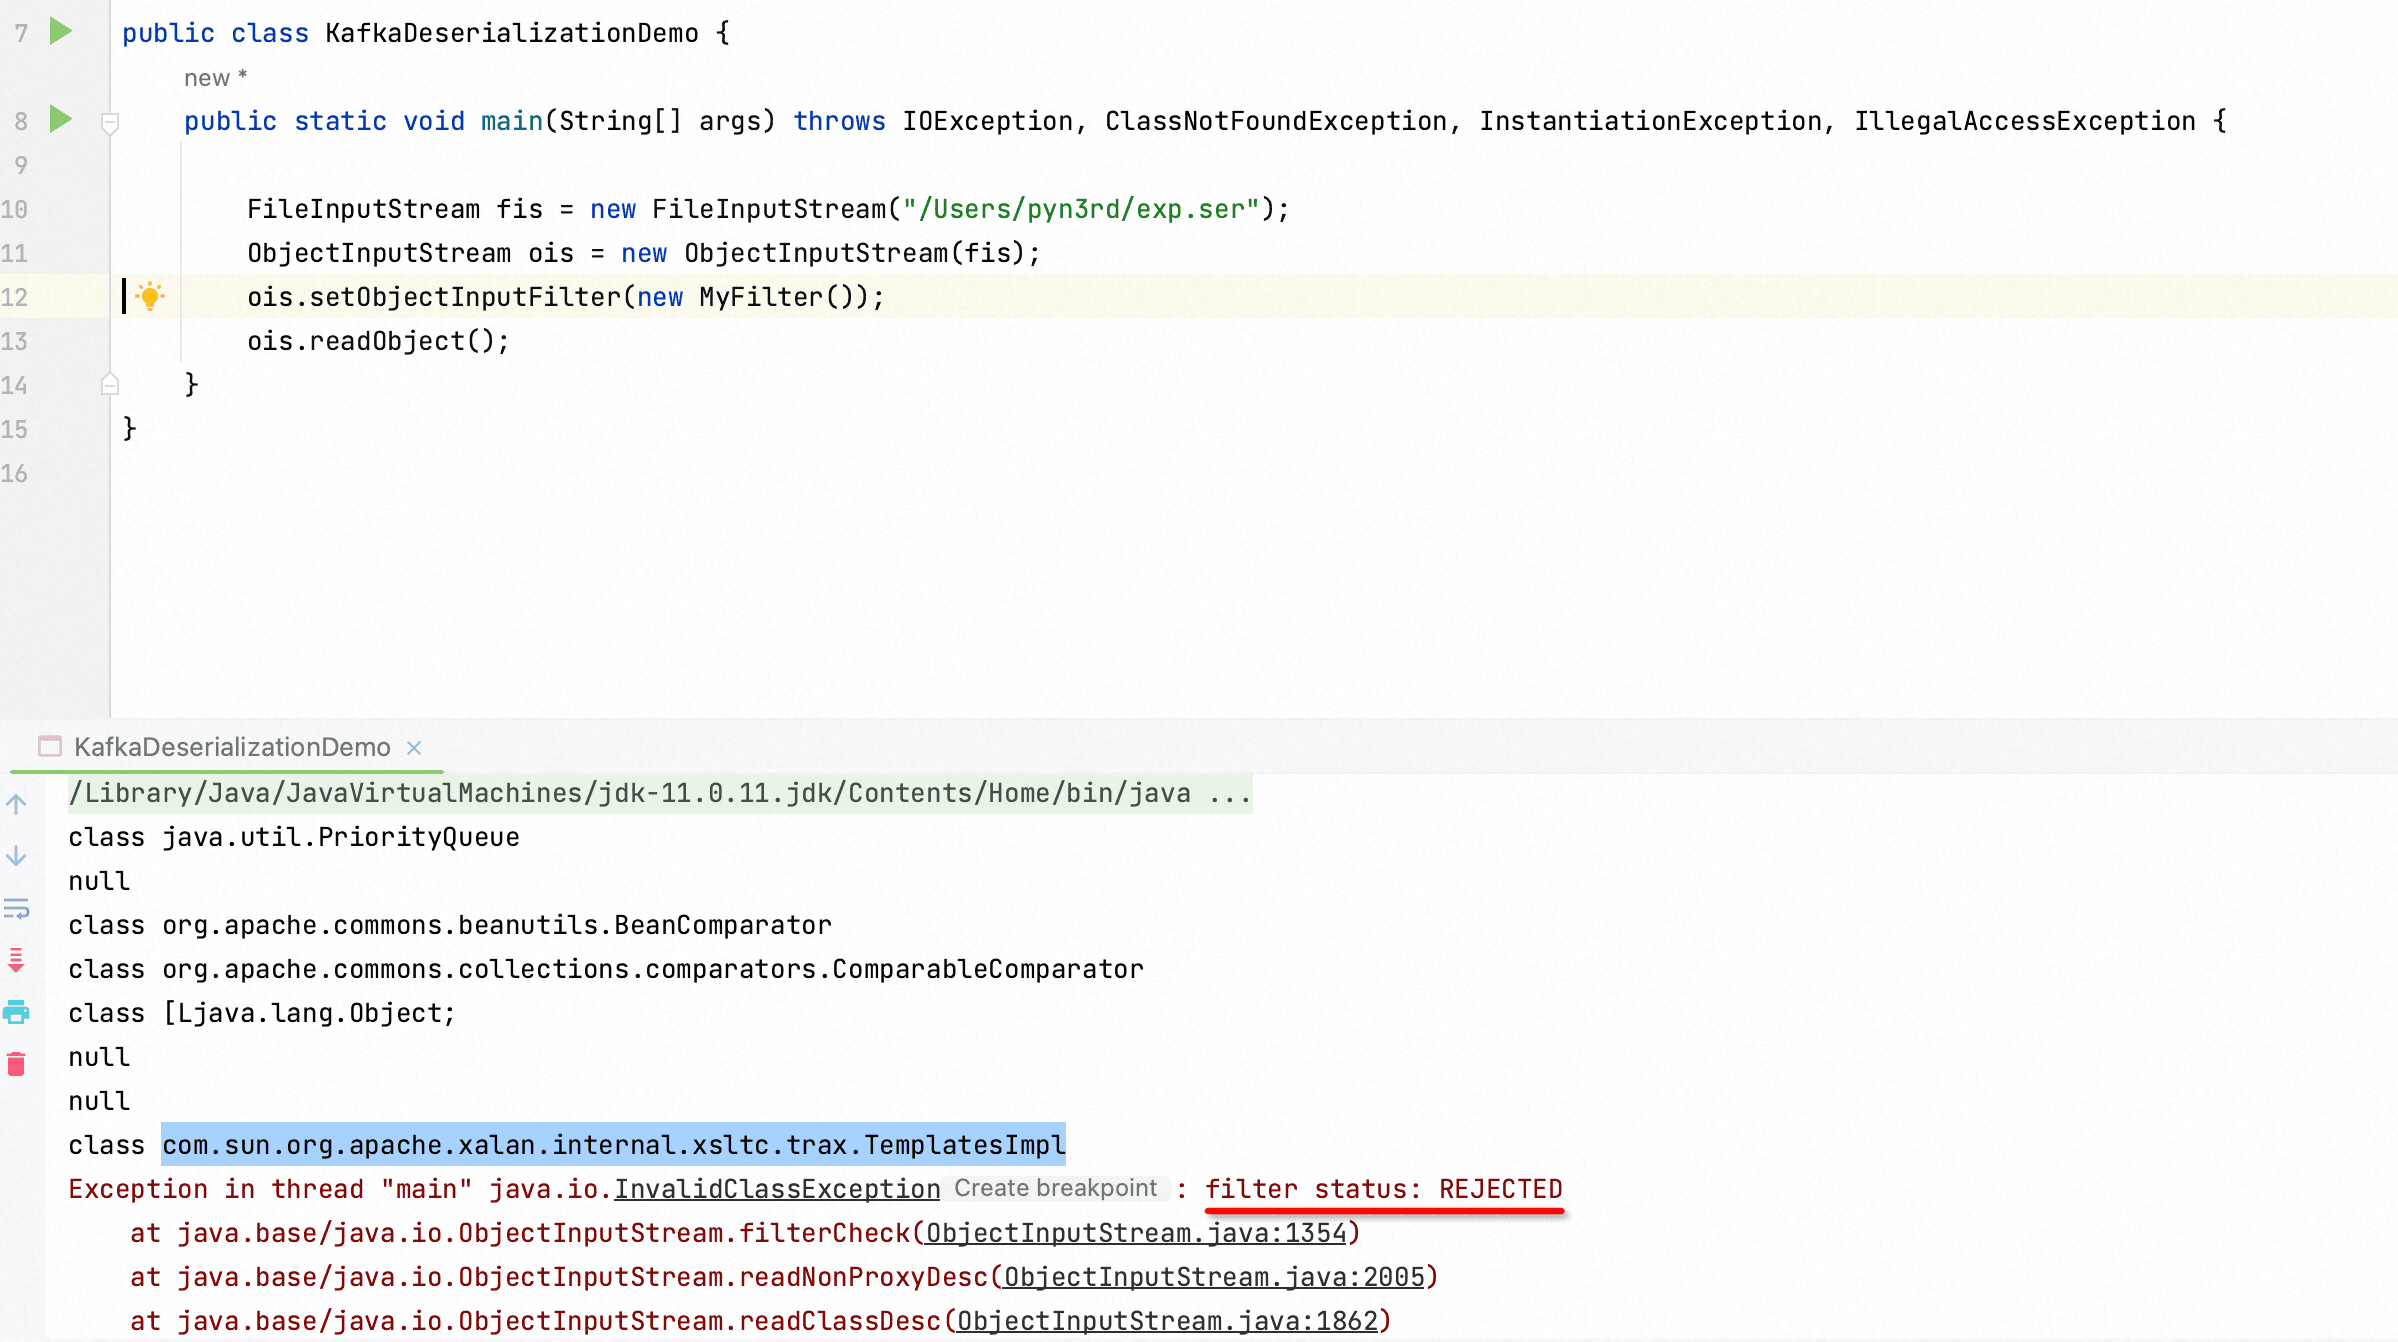 7 public class KafkaDeserializationDemo {
new *
8 public static void main(String[] args) throws IOException, ClassNotFoundException, InstantiationException, IllegalAccessException {
9
10 FileInputStream fis = new FileInputStream("/Users/pyn3rd/exp.ser");
11 ObjectInputStream ois = new ObjectInputStream(fis);
12 ois.setObjectInputFilter(new MyFilter());
13 ois.readObject();
14 }
15 }
16
KafkaDeserializationDemo ×
/Library/Java/JavaVirtualMachines/jdk-11.0.11.jdk/Contents/Home/bin/java ...
class java.util.PriorityQueue
null
class org.apache.commons.beanutils.BeanComparator
class org.apache.commons.collections.comparators.ComparableComparator
class [Ljava.lang.Object;
null
null
class com.sun.org.apache.xalan.internal.xsltc.trax.TemplatesImpl
Exception in thread "main" java.io.InvalidClassException Create breakpoint : filter status: REJECTED
at java.base/java.io.ObjectInputStream.filterCheck(ObjectInputStream.java:1354)
at java.base/java.io.ObjectInputStream.readNonProxyDesc(ObjectInputStream.java:2005)
at java.base/java.io.ObjectInputStream.readClassDesc(ObjectInputStream.java:1862)